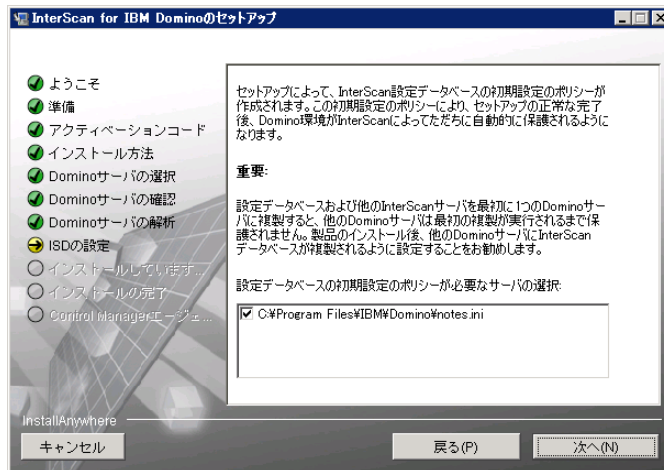 InterScan for IBM Dominoのセットアップ
ようこそ
準備
アクティベーションコード
インストール方法
Dominoサーバの選択
Dominoサーバの確認
Dominoサーバの解析
ISDの設定
インストールしています...
インストールの完了
Control Managerエージェ...
セットアップによって、InterScan設定データベースの初期設定のポリシーが
作成されます。この初期設定のポリシーにより、セットアップの正常な完了
後、Domino環境がInterScanによってただちに自動的に保護されるように
なります。
重要:
設定データベースおよび他のInterScanサーバを最初に1つのDominoサー
バに複製すると、他のDominoサーバは最初の複製が実行されるまで保
護されません。製品のインストール後、他のDominoサーバにInterScan
データベースが複製されるように設定することをお勧めします。
設定データベースの初期設定のポリシーが必要なサーバの選択:
C:¥Program Files¥IBM¥Domino¥notes.ini
InstallAnywhere
キャンセル
戻る(P)
次へ(N)